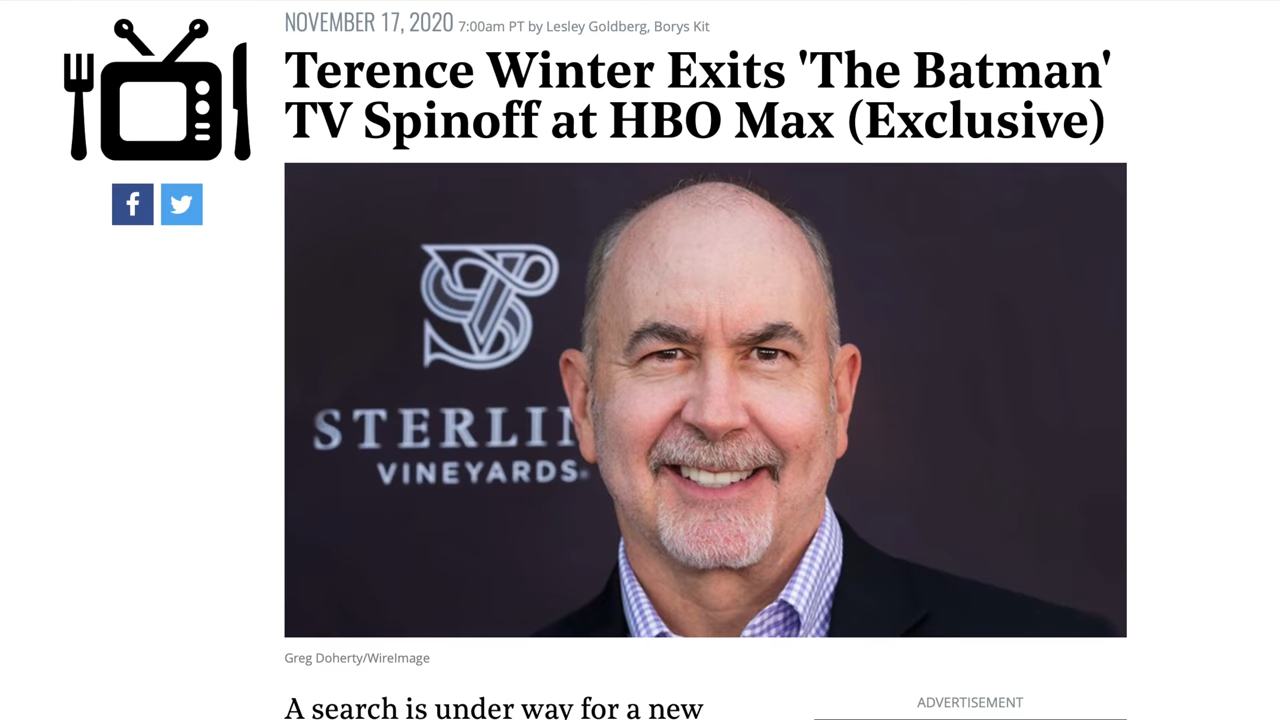 NOVEMBER 17, 2020 7:00am PT by Lesley Goldberg, Borys Kit
Terence Winter Exits 'The Batman'
TV Spinoff at HBO Max (Exclusive)
STERLIN
VINEYARDS
Greg Doherty/WireImage
A search is under way for a new
ADVERTISEMENT